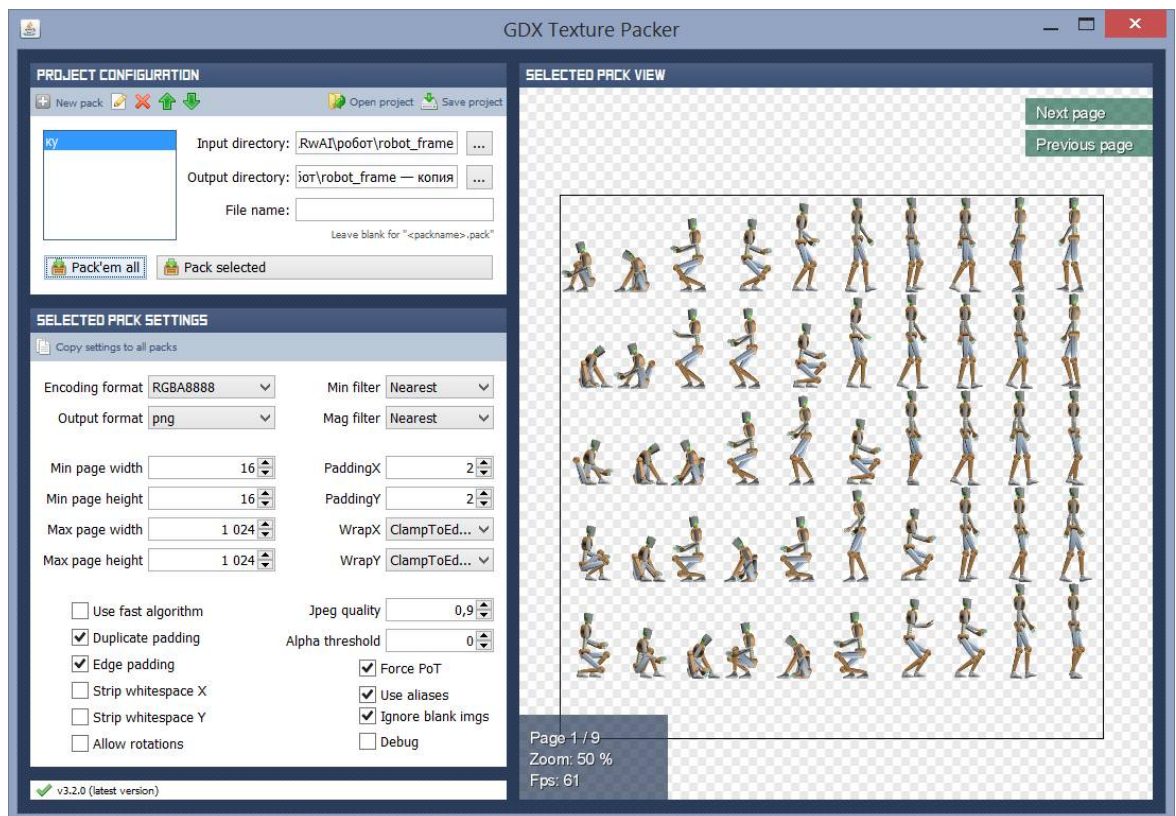 GDX Texture Packer
PROJECT CONFIGURATION
New pack Open project Save project
ку
Input directory: .RwAI\робот\robot_frame ...
Output directory: бот\robot_frame — копия ...
File name:
Leave blank for "<packname>.pack"
Pack'em all Pack selected
SELECTED PACK SETTINGS
Copy settings to all packs
Encoding format RGBA8888 Min filter Nearest
Output format png Mag filter Nearest
Min page width 16 PaddingX 2
Min page height 16 PaddingY 2
Max page width 1 024 WrapX ClampToEd...
Max page height 1 024 WrapY ClampToEd...
Use fast algorithm Jpeg quality 0,9
Duplicate padding Alpha threshold 0
Edge padding Force PoT
Strip whitespace X Use aliases
Strip whitespace Y Ignore blank imgs
Allow rotations Debug
v3.2.0 (latest version)
SELECTED PACK VIEW
Next page
Previous page
Page 1 / 9
Zoom: 50 %
Fps: 61